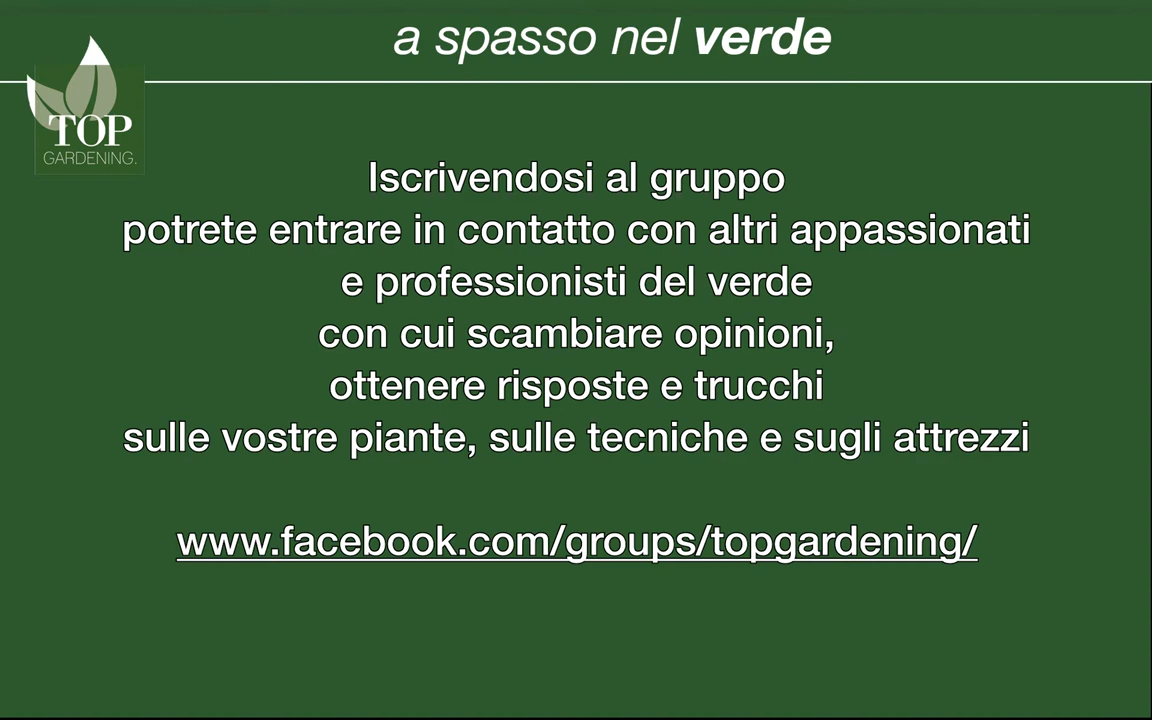 a spasso nel verde
TOP
GARDENING.
Iscrivendosi al gruppo
potrete entrare in contatto con altri appassionati
e professionisti del verde
con cui scambiare opinioni,
ottenere risposte e trucchi
sulle vostre piante, sulle tecniche e sugli attrezzi
www.facebook.com/groups/topgardening/